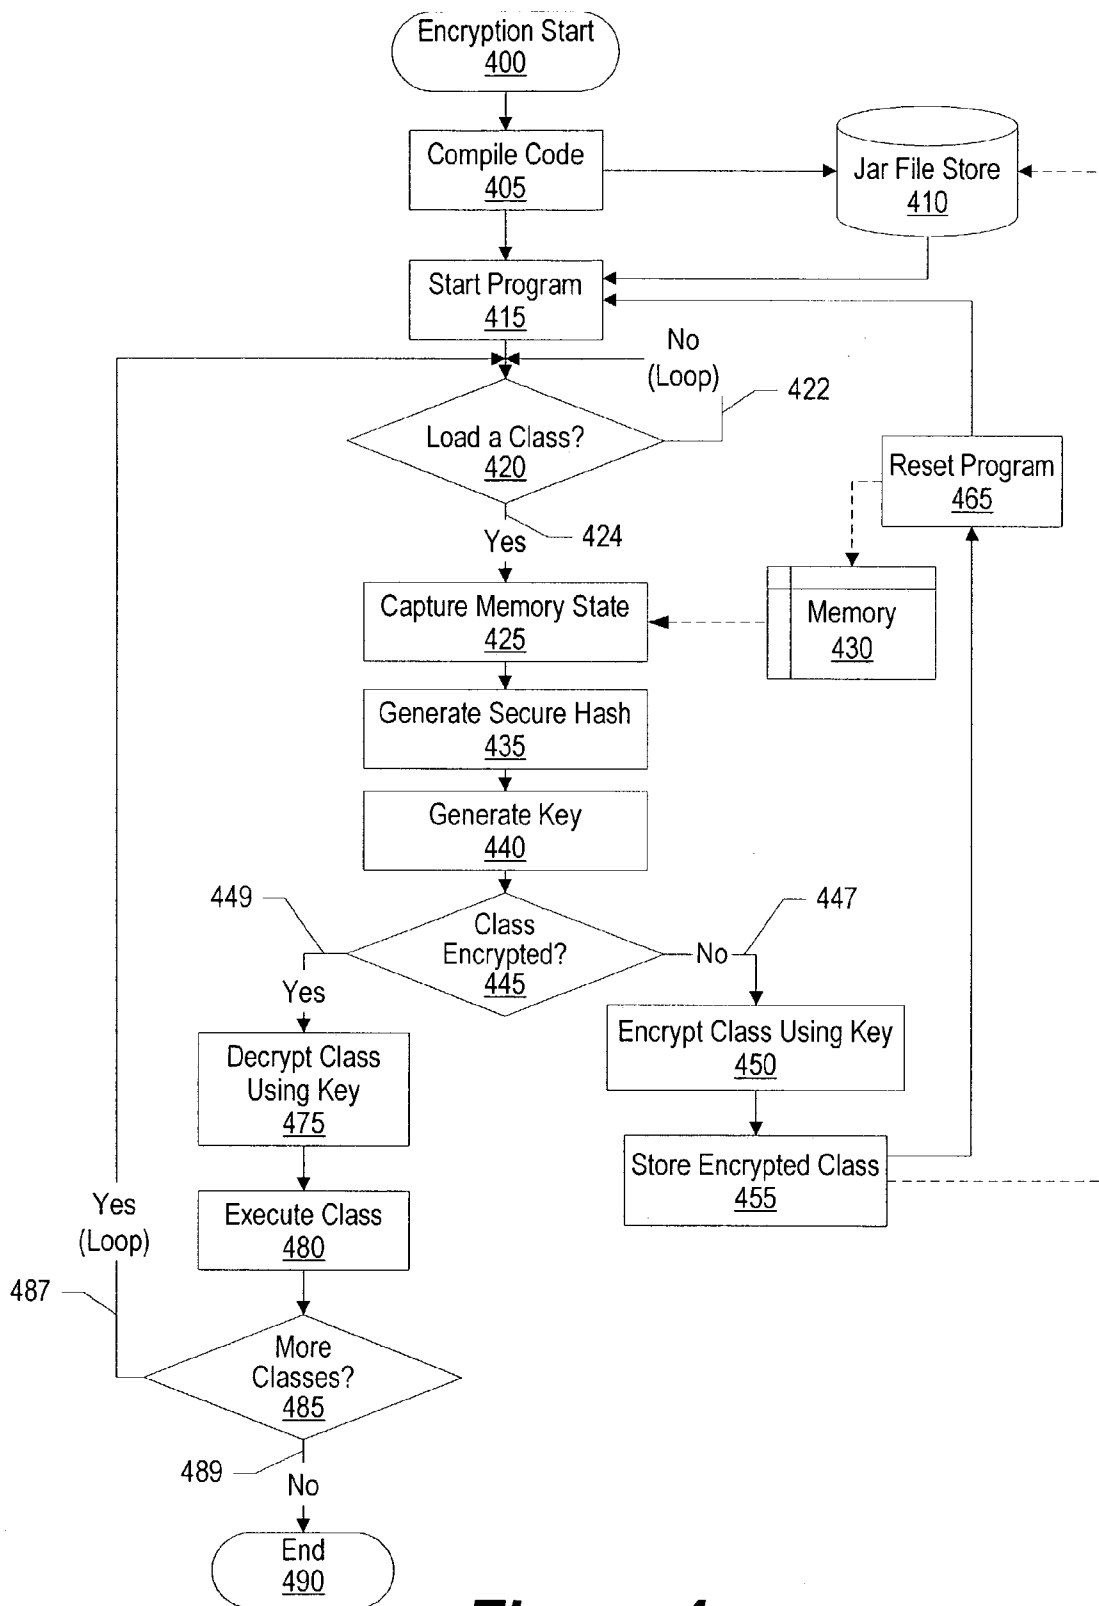 Encryption Start
400
Compile Code
405
Jar File Store
410
Start Program
415
No
(Loop)
422
Load a Class?
420
Reset Program
465
424
Yes
Capture Memory State
425
Memory
430
Generate Secure Hash
435
Generate Key
440
449
447
Class
Encrypted?
445
No
Yes
Encrypt Class Using Key
450
Decrypt Class
Using Key
475
Store Encrypted Class
455
Yes
(Loop)
Execute Class
480
487
More
Classes?
485
489
No
End
490